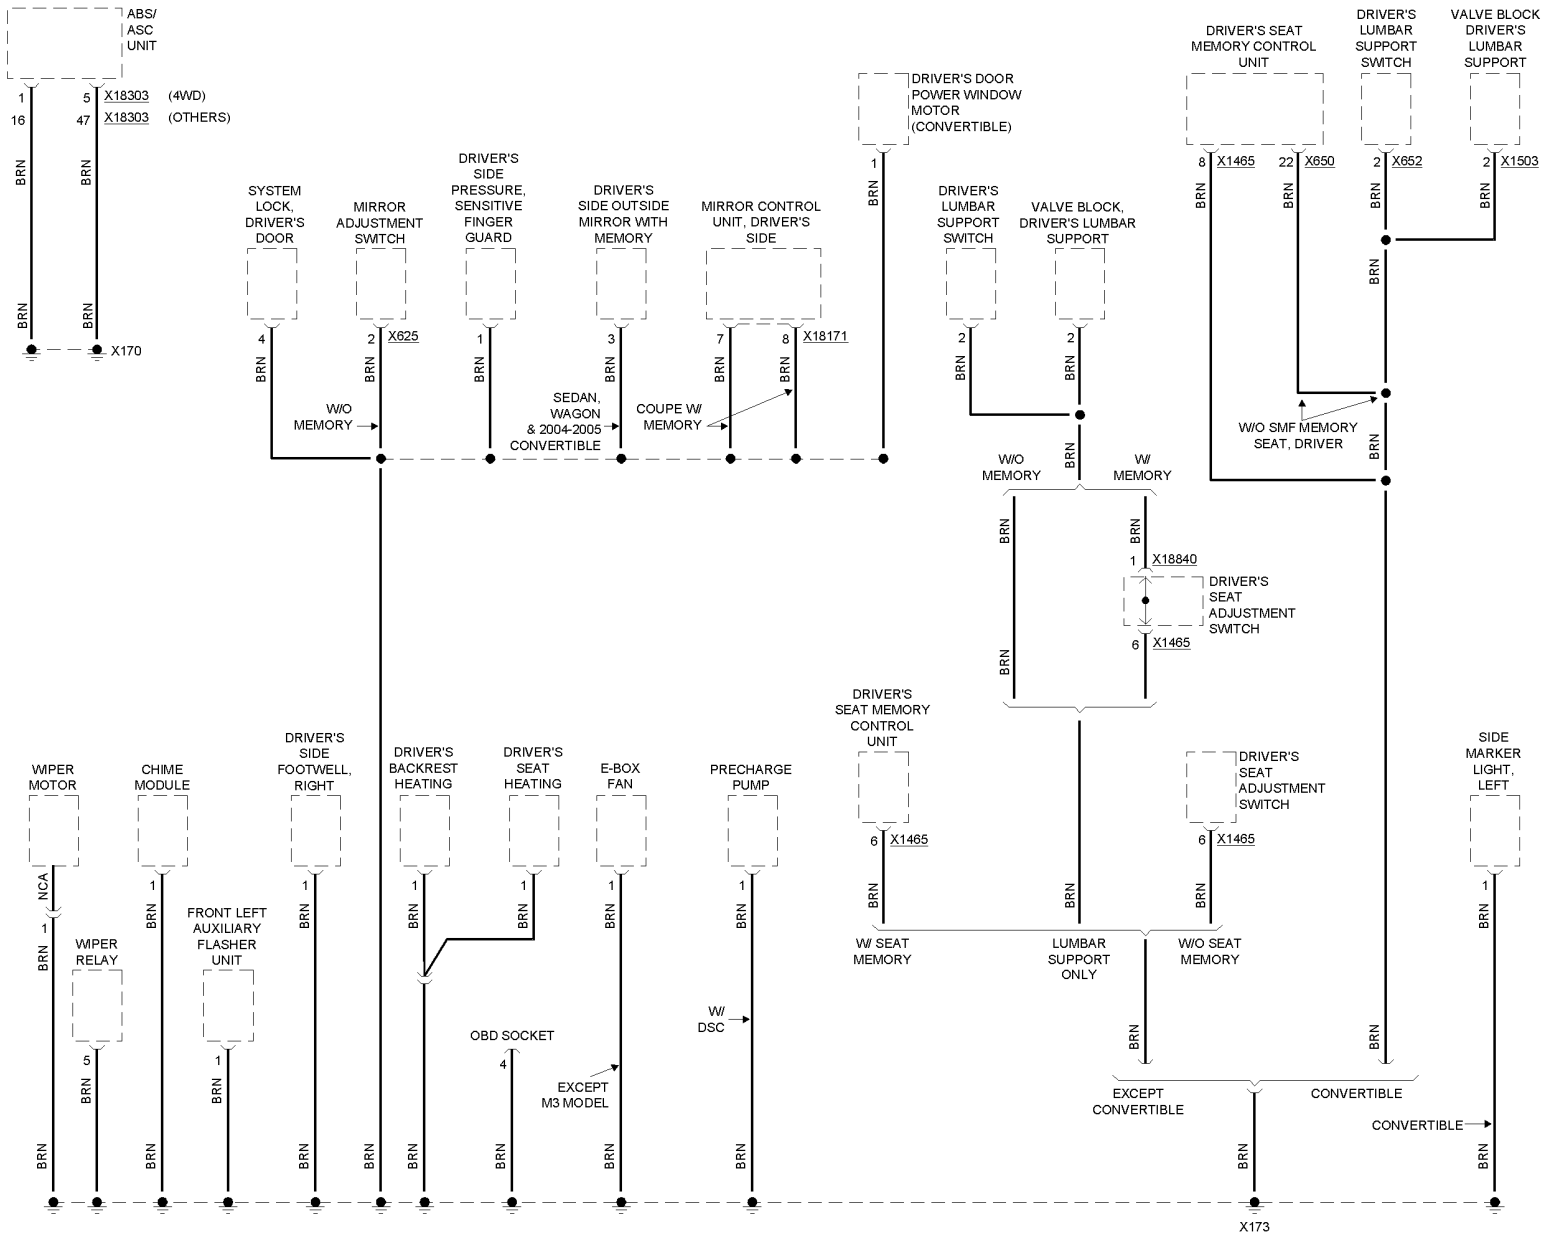 ABS/
ASC
UNIT
1
5
X18303
(4WD)
16
47
X18303
(OTHERS)
BRN
BRN
BRN
BRN
X170
SYSTEM
LOCK,
DRIVER'S
DOOR
MIRROR
ADJUSTMENT
SWITCH
DRIVER'S
SIDE
PRESSURE,
SENSITIVE
FINGER
GUARD
DRIVER'S
SIDE OUTSIDE
MIRROR WITH
MEMORY
MIRROR CONTROL
UNIT, DRIVER'S
SIDE
DRIVER'S DOOR
POWER WINDOW
MOTOR
(CONVERTIBLE)
1
BRN
4
BRN
2
X625
BRN
1
BRN
3
BRN
7
BRN
8
X18171
BRN
W/O
MEMORY
SEDAN,
WAGON
& 2004-2005
CONVERTIBLE
COUPE W/
MEMORY
DRIVER'S
LUMBAR
SUPPORT
SWITCH
VALVE BLOCK,
DRIVER'S LUMBAR
SUPPORT
2
BRN
2
BRN
BRN
W/O
MEMORY
W/
MEMORY
BRN
BRN
1
X18840
DRIVER'S
SEAT
ADJUSTMENT
SWITCH
6
X1465
BRN
DRIVER'S SEAT
MEMORY CONTROL
UNIT
DRIVER'S
LUMBAR
SUPPORT
SWITCH
VALVE BLOCK
DRIVER'S
LUMBAR
SUPPORT
8
X1465
22
X650
2
X652
2
X1503
BRN
BRN
BRN
BRN
BRN
W/O SMF MEMORY
SEAT, DRIVER
BRN
DRIVER'S
SEAT MEMORY
CONTROL
UNIT
6
X1465
BRN
BRN
DRIVER'S
SEAT
ADJUSTMENT
SWITCH
6
X1465
BRN
W/ SEAT
MEMORY
LUMBAR
SUPPORT
ONLY
W/O SEAT
MEMORY
BRN
BRN
EXCEPT
CONVERTIBLE
CONVERTIBLE
BRN
X173
SIDE
MARKER
LIGHT,
LEFT
1
BRN
CONVERTIBLE
BRN
WIPER
MOTOR
NCA
1
BRN
BRN
WIPER
RELAY
5
BRN
CHIME
MODULE
1
BRN
BRN
FRONT LEFT
AUXILIARY
FLASHER
UNIT
1
BRN
DRIVER'S
SIDE
FOOTWELL,
RIGHT
1
BRN
BRN
BRN
DRIVER'S
BACKREST
HEATING
1
BRN
BRN
DRIVER'S
SEAT
HEATING
1
BRN
OBD SOCKET
4
BRN
E-BOX
FAN
1
BRN
EXCEPT
M3 MODEL
BRN
PRECHARGE
PUMP
1
BRN
W/
DSC
BRN